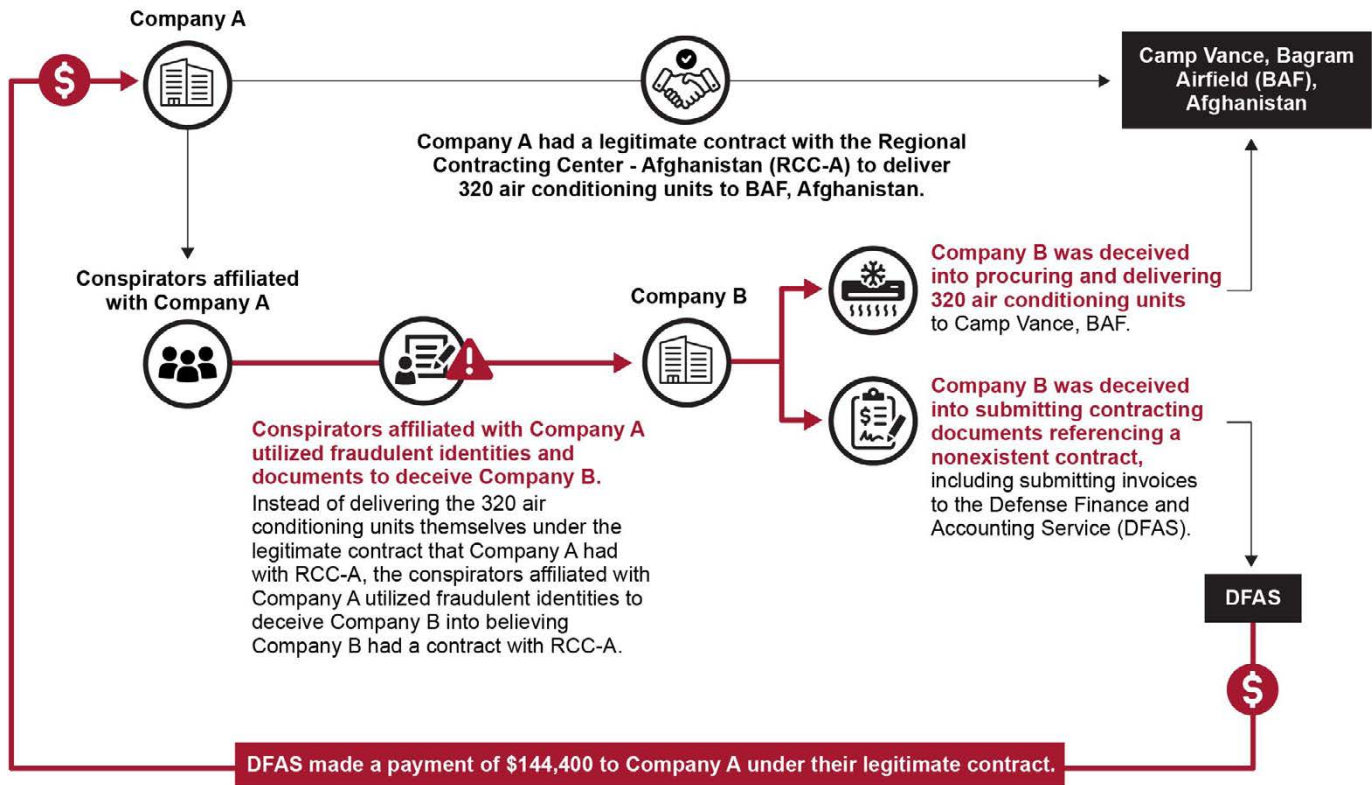 Company A
$
Camp Vance, Bagram
Airfield (BAF),
Afghanistan
Company A had a legitimate contract with the Regional
Contracting Center - Afghanistan (RCC-A) to deliver
320 air conditioning units to BAF, Afghanistan.
Conspirators affiliated
with Company A
Company B
Company B was deceived
into procuring and delivering
320 air conditioning units
to Camp Vance, BAF.
Conspirators affiliated with Company A
utilized fraudulent identities and
documents to deceive Company B.
Instead of delivering the 320 air
conditioning units themselves under the
legitimate contract that Company A had
with RCC-A, the conspirators affiliated with
Company A utilized fraudulent identities to
deceive Company B into believing
Company B had a contract with RCC-A.
$
Company B was deceived
into submitting contracting
documents referencing a
nonexistent contract,
including submitting invoices
to the Defense Finance and
Accounting Service (DFAS).
DFAS
$
DFAS made a payment of $144,400 to Company A under their legitimate contract.